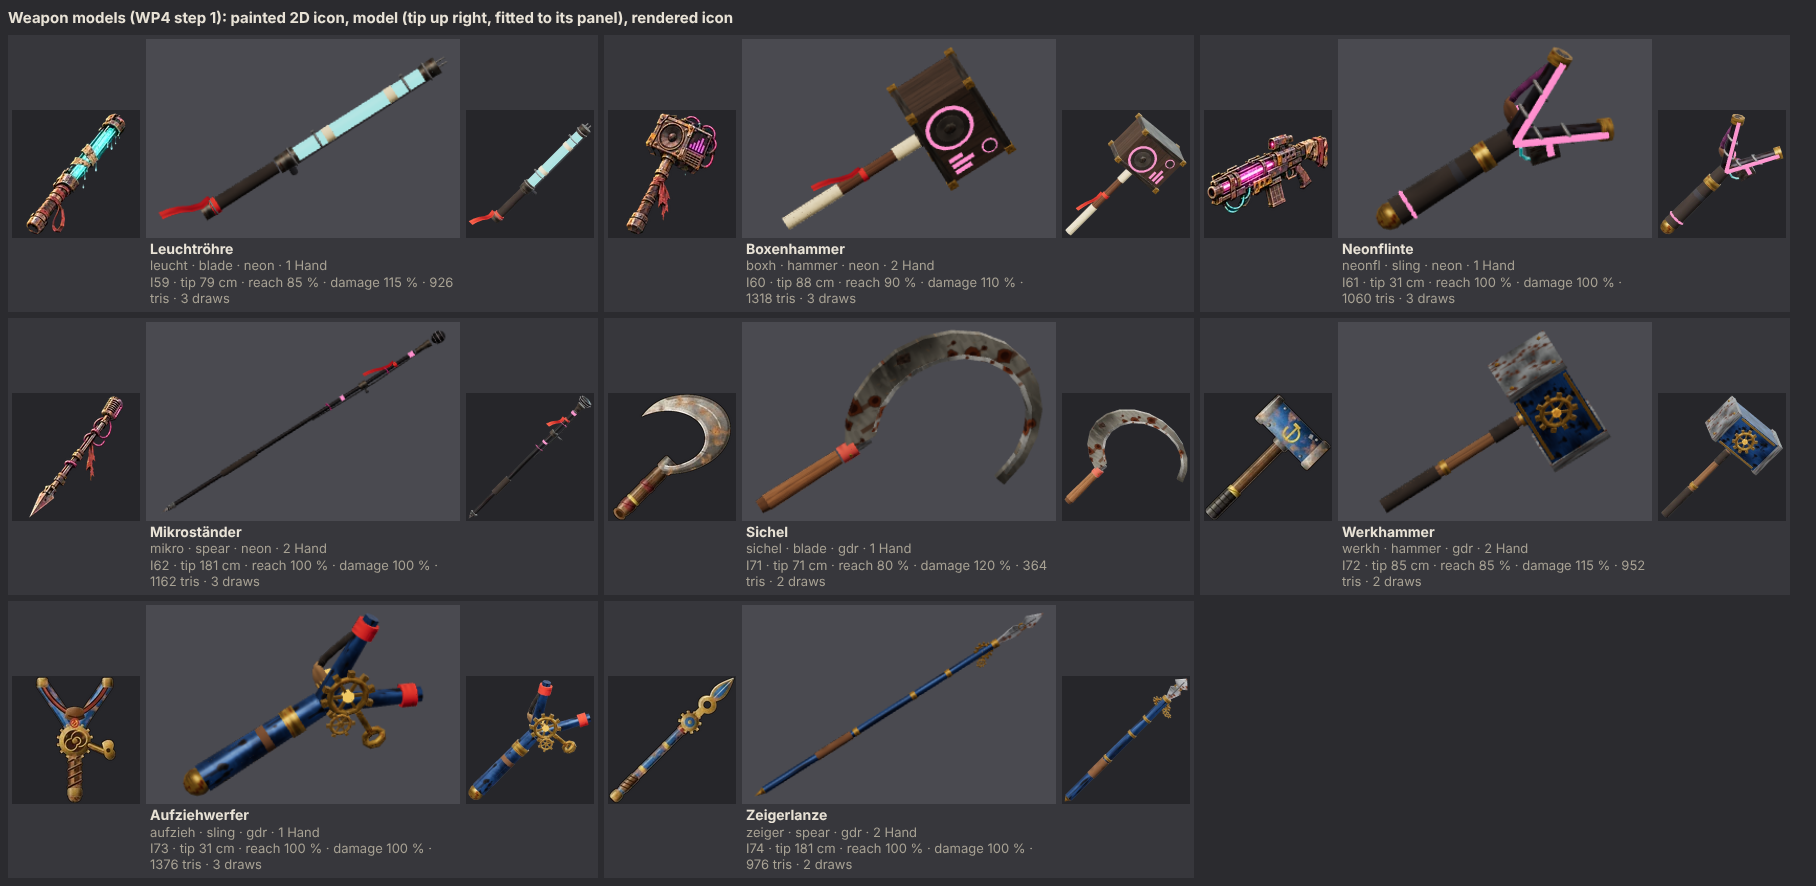 Weapon models (WP4 step 1): painted 2D icon, model (tip up right, fitted to its panel), rendered icon
Leuchtröhre
leucht · blade · neon · 1 Hand
I59 · tip 79 cm · reach 85 % · damage 115 % · 926
tris · 3 draws
Boxenhammer
boxh · hammer · neon · 2 Hand
I60 · tip 88 cm · reach 90 % · damage 110 % ·
1318 tris · 3 draws
Neonflinte
neonfl · sling · neon · 1 Hand
I61 · tip 31 cm · reach 100 % · damage 100 % ·
1060 tris · 3 draws
Mikroständer
mikro · spear · neon · 2 Hand
I62 · tip 181 cm · reach 100 % · damage 100 % ·
1162 tris · 3 draws
Sichel
sichel · blade · gdr · 1 Hand
I71 · tip 71 cm · reach 80 % · damage 120 % · 364
tris · 2 draws
Werkhammer
werkh · hammer · gdr · 2 Hand
I72 · tip 85 cm · reach 85 % · damage 115 % · 952
tris · 2 draws
Aufziehwerfer
aufzieh · sling · gdr · 1 Hand
I73 · tip 31 cm · reach 100 % · damage 100 % ·
1376 tris · 3 draws
Zeigerlanze
zeiger · spear · gdr · 2 Hand
I74 · tip 181 cm · reach 100 % · damage 100 % ·
976 tris · 2 draws